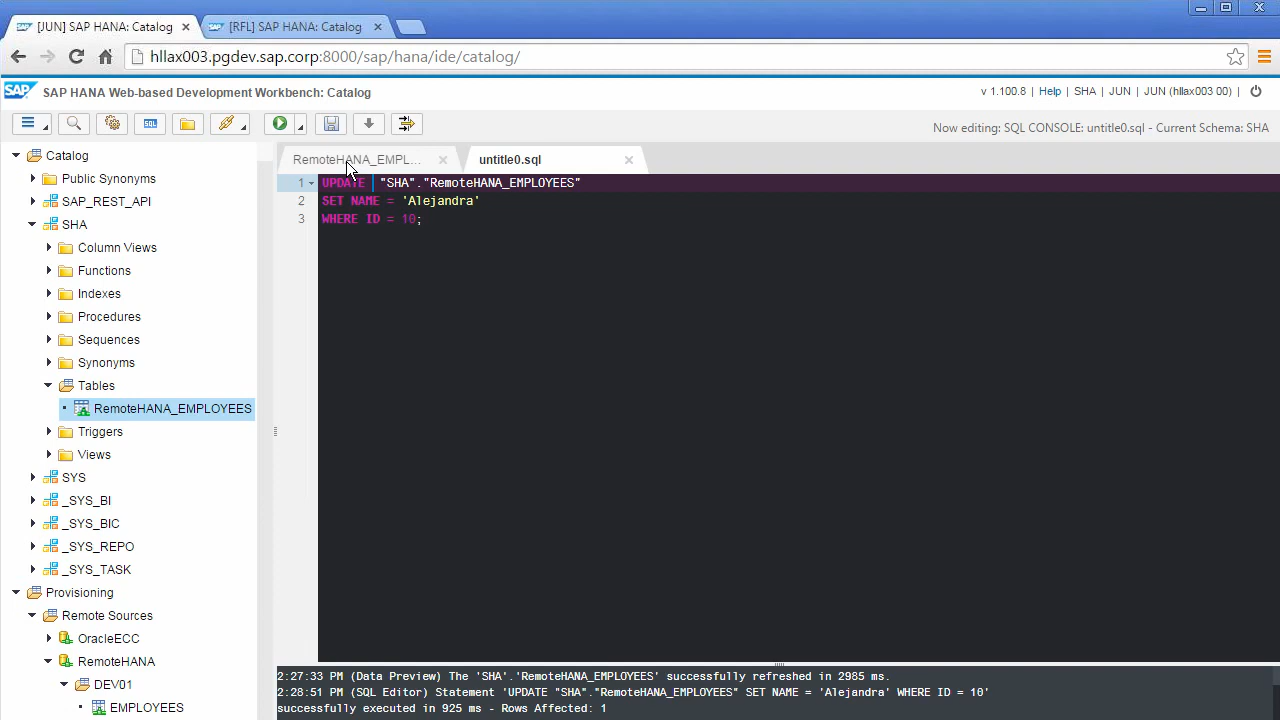 [JUN] SAP HANA: Catalog
[RFL] SAP HANA: Catalog
hllax003.pgdev.sap.corp:8000/sap/hana/ide/catalog/
SAP SAP HANA Web-based Development Workbench: Catalog
v 1.100.8 Help SHA JUN JUN (hllax003 00)
SQL
Now editing: SQL CONSOLE: untitle0.sql - Current Schema: SHA
Catalog
Public Synonyms
SAP_REST_API
SHA
Column Views
Functions
Indexes
Procedures
Sequences
Synonyms
Tables
RemoteHANA_EMPLOYEES
Triggers
Views
SYS
_SYS_BI
_SYS_BIC
_SYS_REPO
_SYS_TASK
Provisioning
Remote Sources
OracleECC
RemoteHANA
DEV01
EMPLOYEES
RemoteHANA_EMPL...
untitle0.sql
1 UPDATE "SHA"."RemoteHANA_EMPLOYEES"
2 SET NAME = 'Alejandra'
3 WHERE ID = 10;
2:27:33 PM (Data Preview) The 'SHA'.'RemoteHANA_EMPLOYEES' successfully refreshed in 2985 ms.
2:28:51 PM (SQL Editor) Statement 'UPDATE "SHA"."RemoteHANA_EMPLOYEES" SET NAME = 'Alejandra' WHERE ID = 10'
successfully executed in 925 ms - Rows Affected: 1